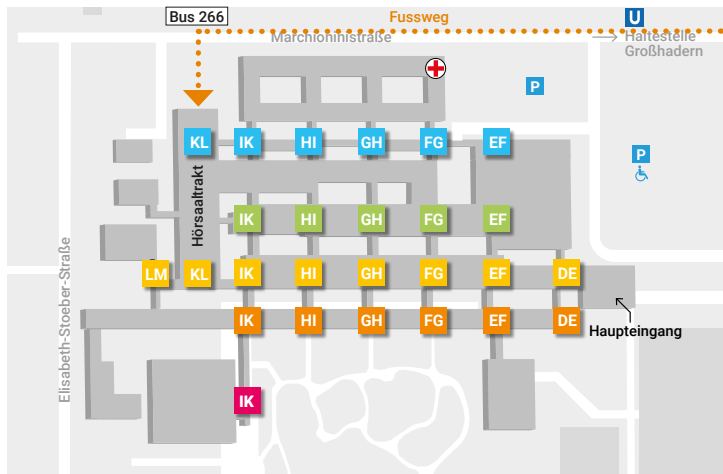 Bus 266
Fussweg
U
Marchioninistraße
Haltestelle
Großhadern
P
KL IK HI GH FG EF
P
Hörsaaltrakt
IK HI GH FG EF
LM KL IK HI GH FG EF DE
IK HI GH FG EF DE
Haupteingang
Elisabeth-Stoeber-Straße
IK